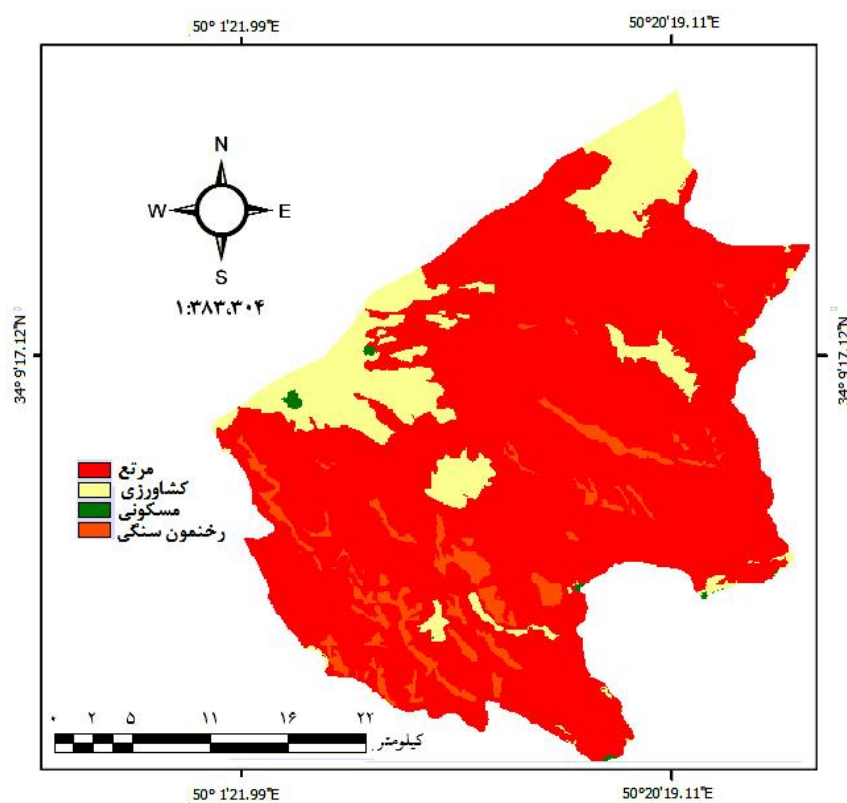 50° 1'21.99"E
50° 20'19.11"E
N
W
E
S
۱:۳۸۳،۳۰۴
34° 9'17.12"N
34° 9'17.12"N
مرتع
کشاورزی
مسکونی
رخنمون سنگی
۰ ۲ ۵ ۱۱ ۱۶ ۲۲
کیلومتر
50° 1'21.99"E
50° 20'19.11"E